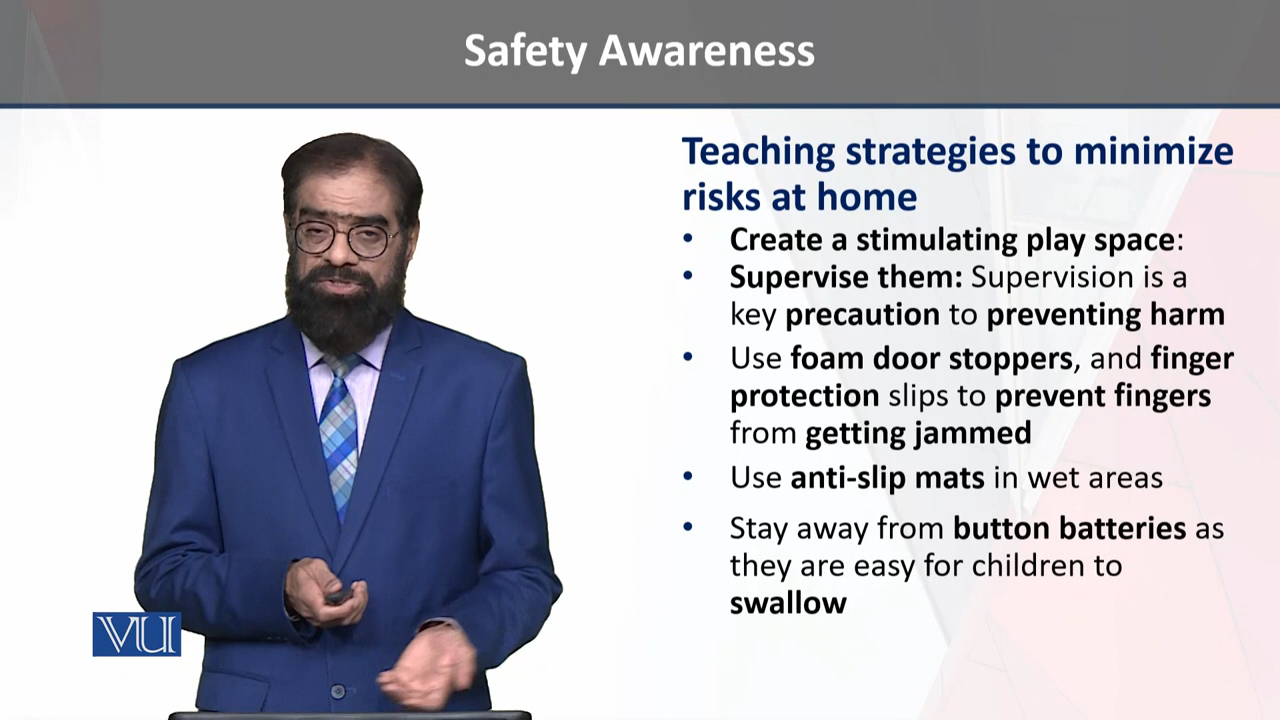 Safety Awareness
Teaching strategies to minimize
risks at home
• Create a stimulating play space:
• Supervise them: Supervision is a
key precaution to preventing harm
• Use foam door stoppers, and finger
protection slips to prevent fingers
from getting jammed
• Use anti-slip mats in wet areas
• Stay away from button batteries as
they are easy for children to
swallow
VU